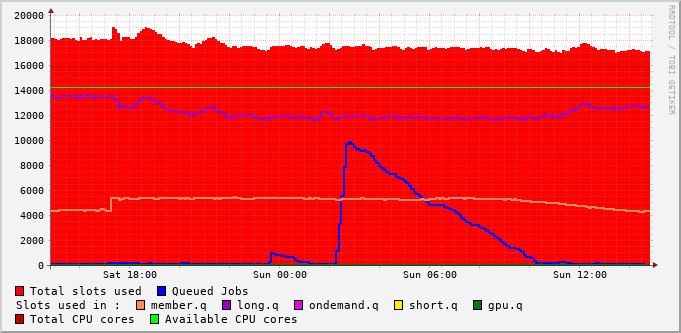 20000
18000
16000
14000
12000
10000
8000
6000
4000
2000
0
Sat 18:00 Sun 00:00 Sun 06:00 Sun 12:00
Total slots used Queued Jobs
Slots used in : member.q long.q ondemand.q short.q gpu.q
Total CPU cores Available CPU cores
RRDTOOL / TOBI OETIKER